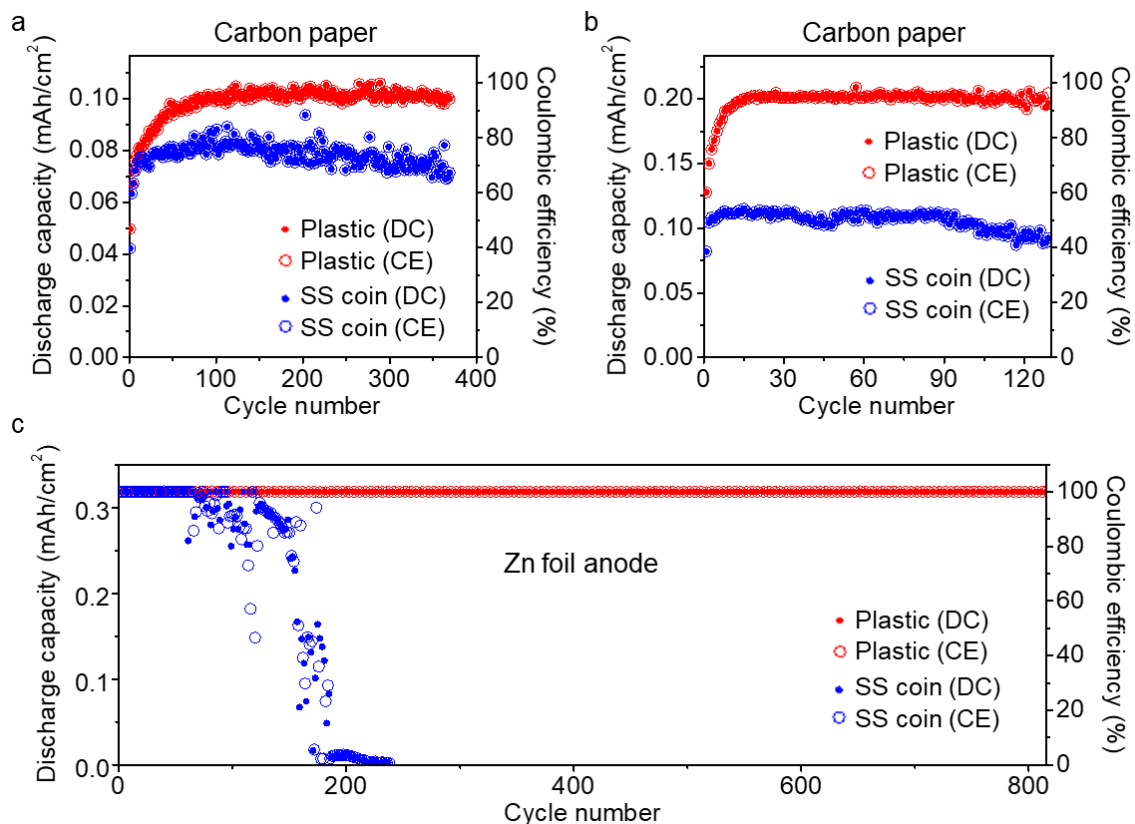 a
Carbon paper
Discharge capacity (mAh/cm²)
0.10
0.08
0.06
0.04
0.02
0.00
100
80
60
40
20
0
Coulombic efficiency (%)
Plastic (DC)
Plastic (CE)
SS coin (DC)
SS coin (CE)
0 100 200 300 400
Cycle number
b
Carbon paper
Discharge capacity (mAh/cm²)
0.20
0.15
0.10
0.05
0.00
100
80
60
40
20
0
Coulombic efficiency (%)
Plastic (DC)
Plastic (CE)
SS coin (DC)
SS coin (CE)
0 30 60 90 120
Cycle number
c
Discharge capacity (mAh/cm²)
0.3
0.2
0.1
0.0
100
80
60
40
20
0
Coulombic efficiency (%)
Zn foil anode
Plastic (DC)
Plastic (CE)
SS coin (DC)
SS coin (CE)
0 200 400 600 800
Cycle number